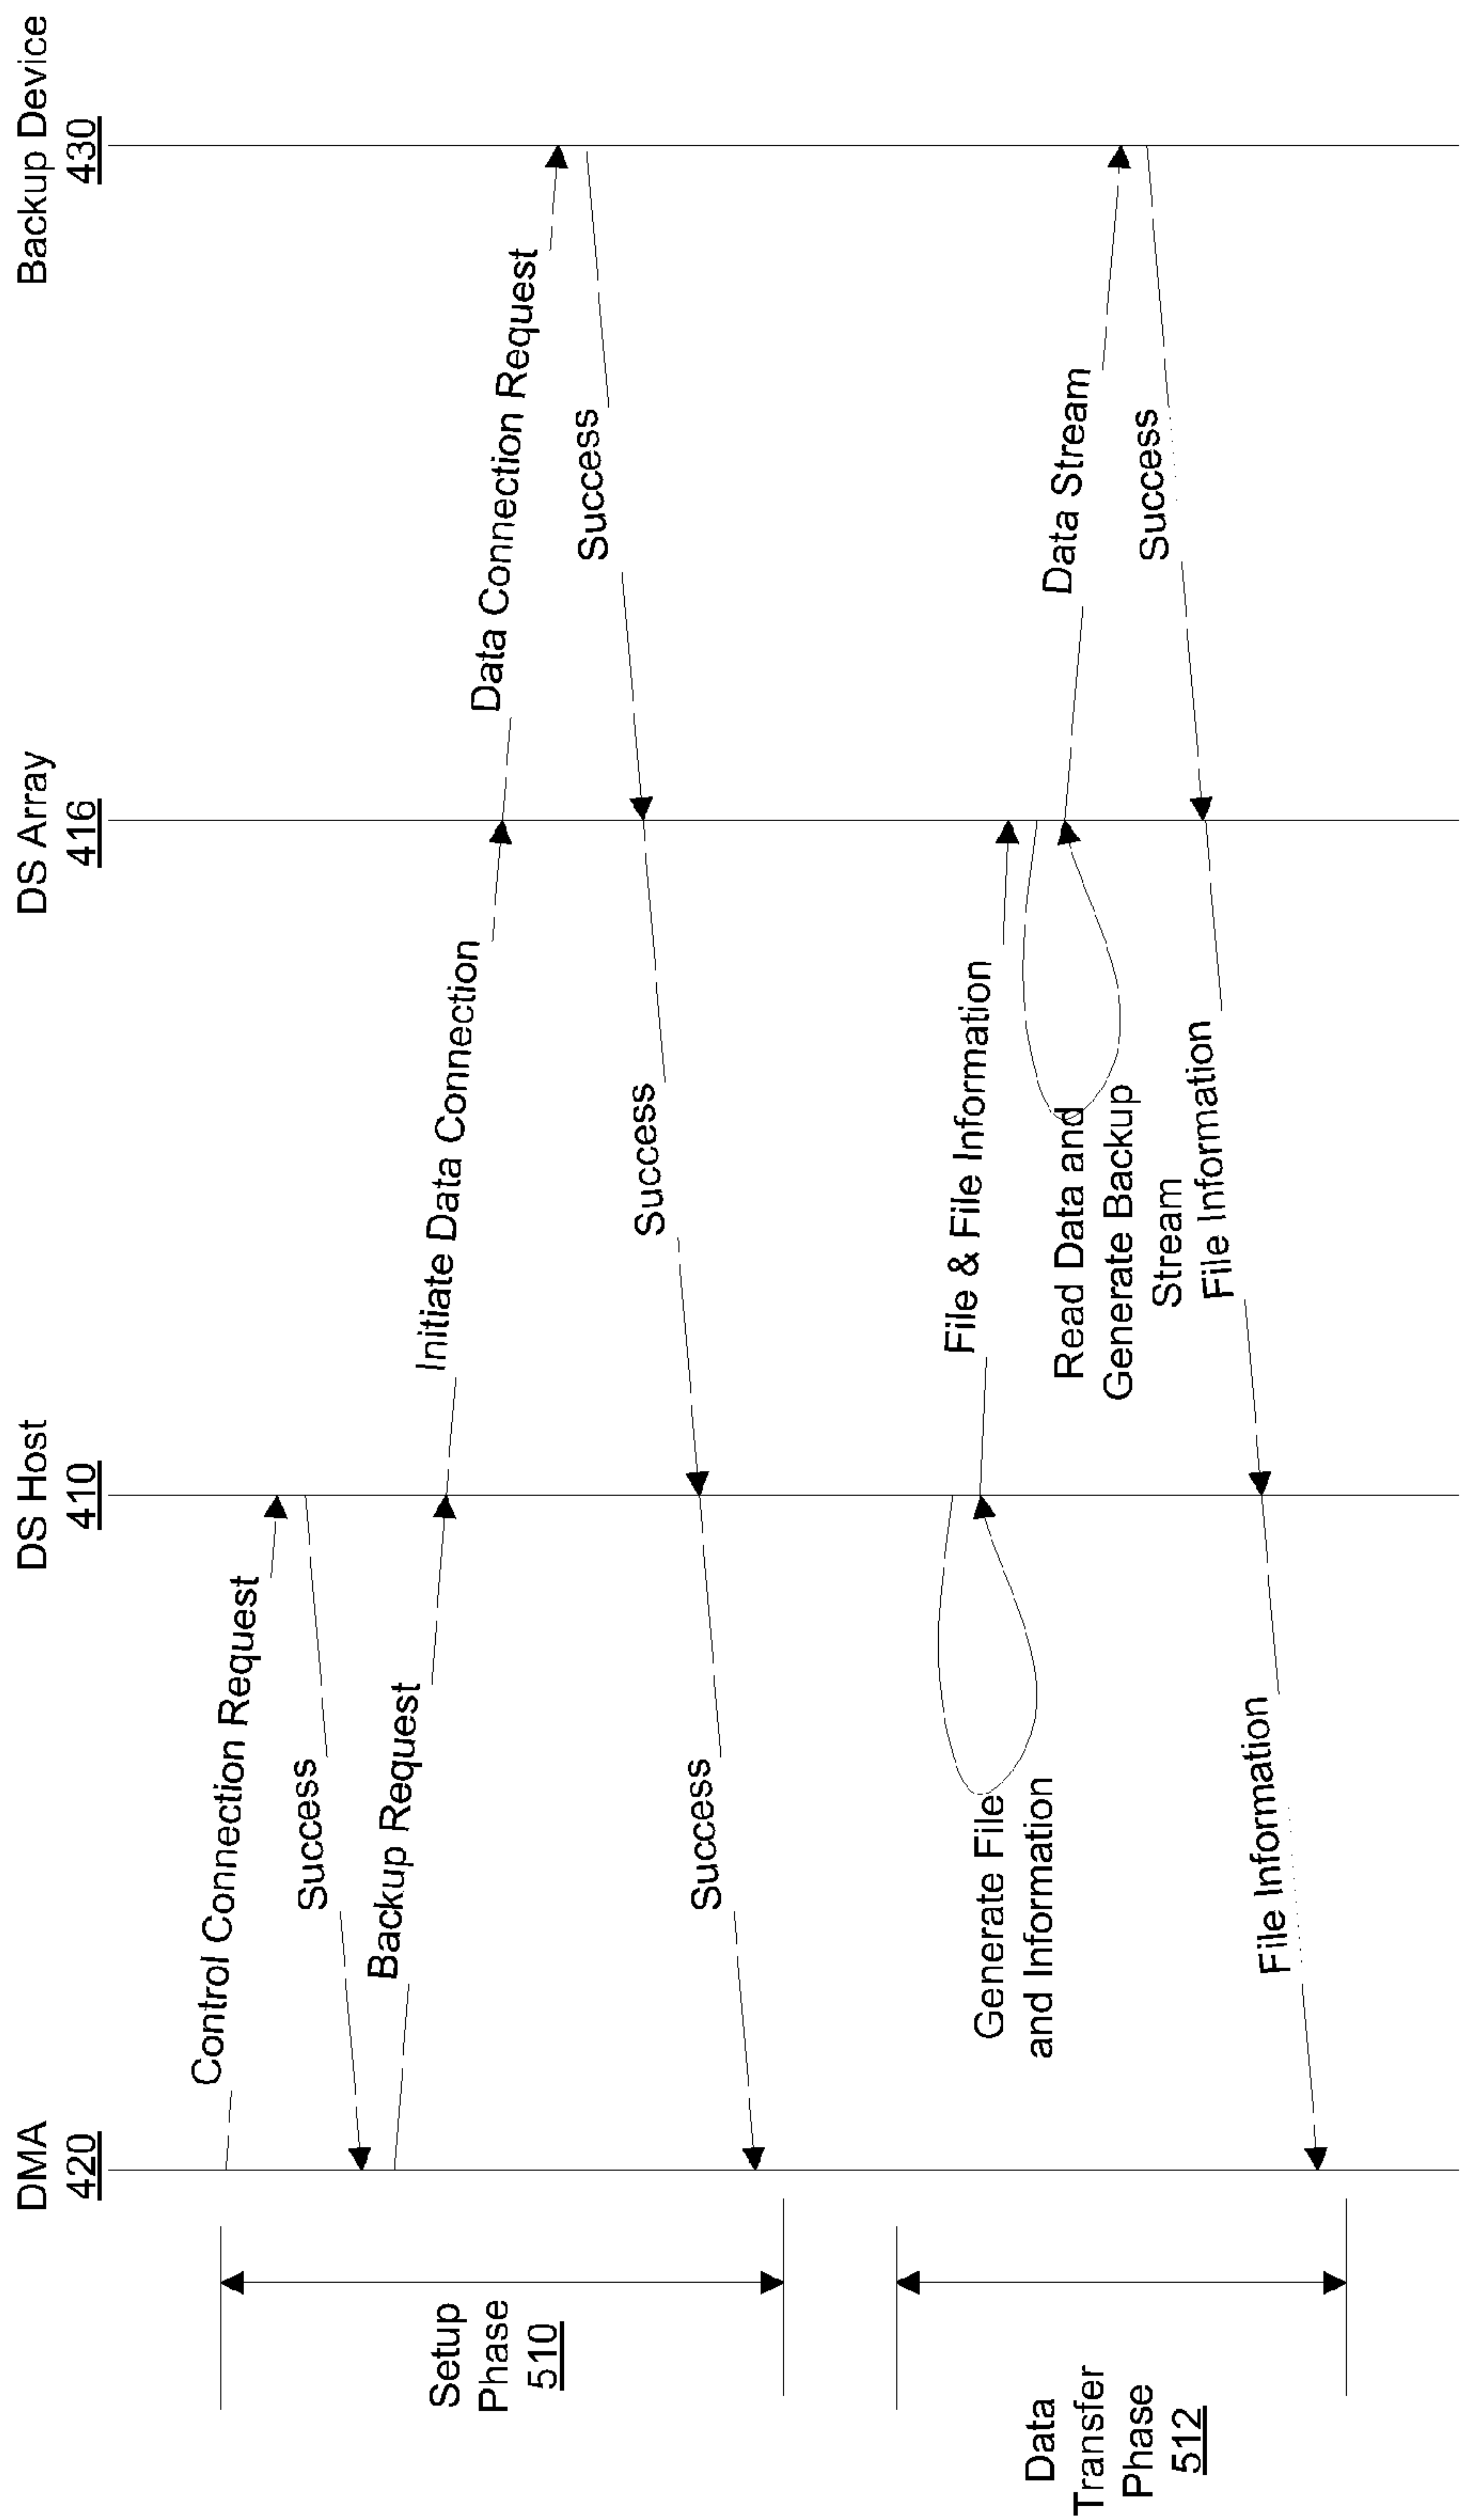 DMA
420
DS Host
410
DS Array
416
Backup Device
430
Setup
Phase
510
Control Connection Request
Success
Backup Request
Initiate Data Connection
Data Connection Request
Success
Success
Success
Data
Transfer
Phase
512
Generate File
and Information
File & File Information
Read Data and
Generate Backup
Stream
Data Stream
Success
File Information
File Information